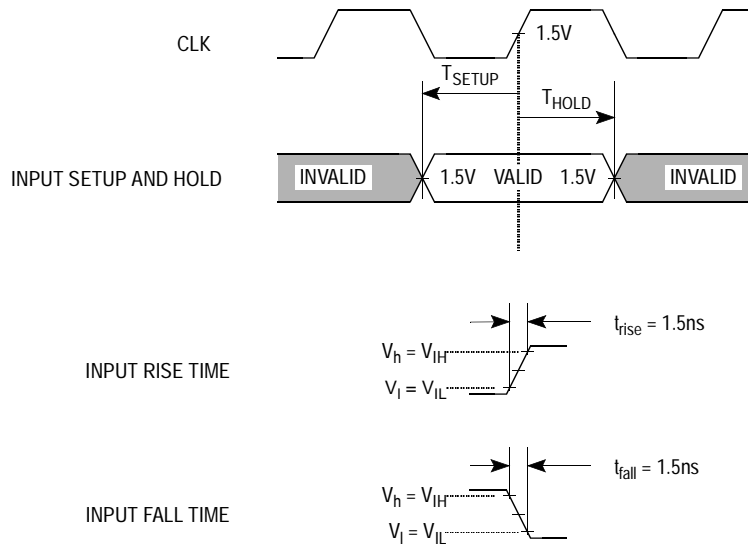 CLK
1.5V
TSETUP
THOLD
INPUT SETUP AND HOLD
INVALID
1.5V VALID 1.5V
INVALID
trise = 1.5ns
Vh = VIH
INPUT RISE TIME
Vl = VIL
tfall = 1.5ns
Vh = VIH
INPUT FALL TIME
Vl = VIL